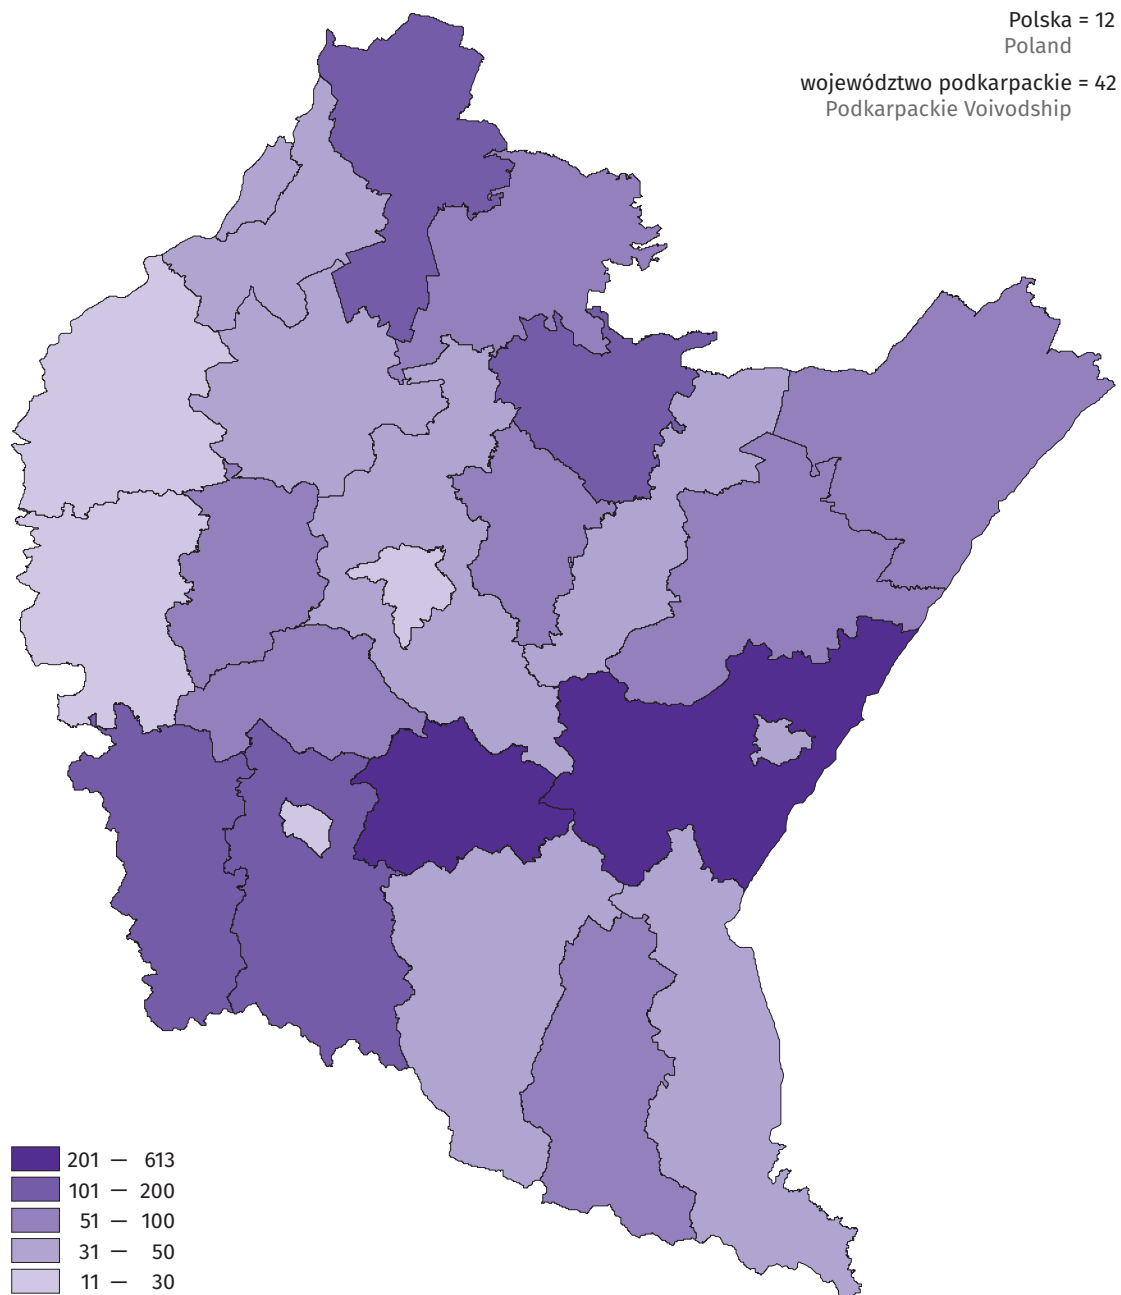 Polska = 12
Poland
województwo podkarpackie = 42
Podkarpackie Voivodship
201 — 613
101 — 200
51 — 100
31 — 50
11 — 30